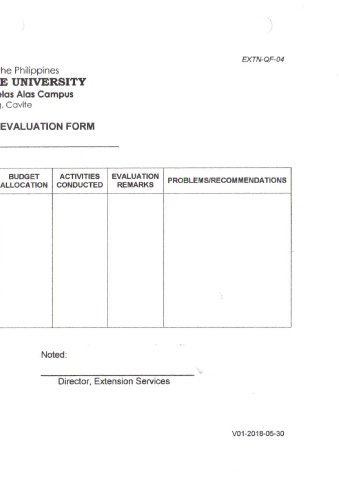 EXTN-QF-04
he Philippines
E UNIVERSITY
elas Alas Campus
g, Cavite
EVALUATION FORM
BUDGET ALLOCATION
ACTIVITIES CONDUCTED
EVALUATION REMARKS
PROBLEMS/RECOMMENDATIONS
Noted:
Director, Extension Services
V01-2018-05-30